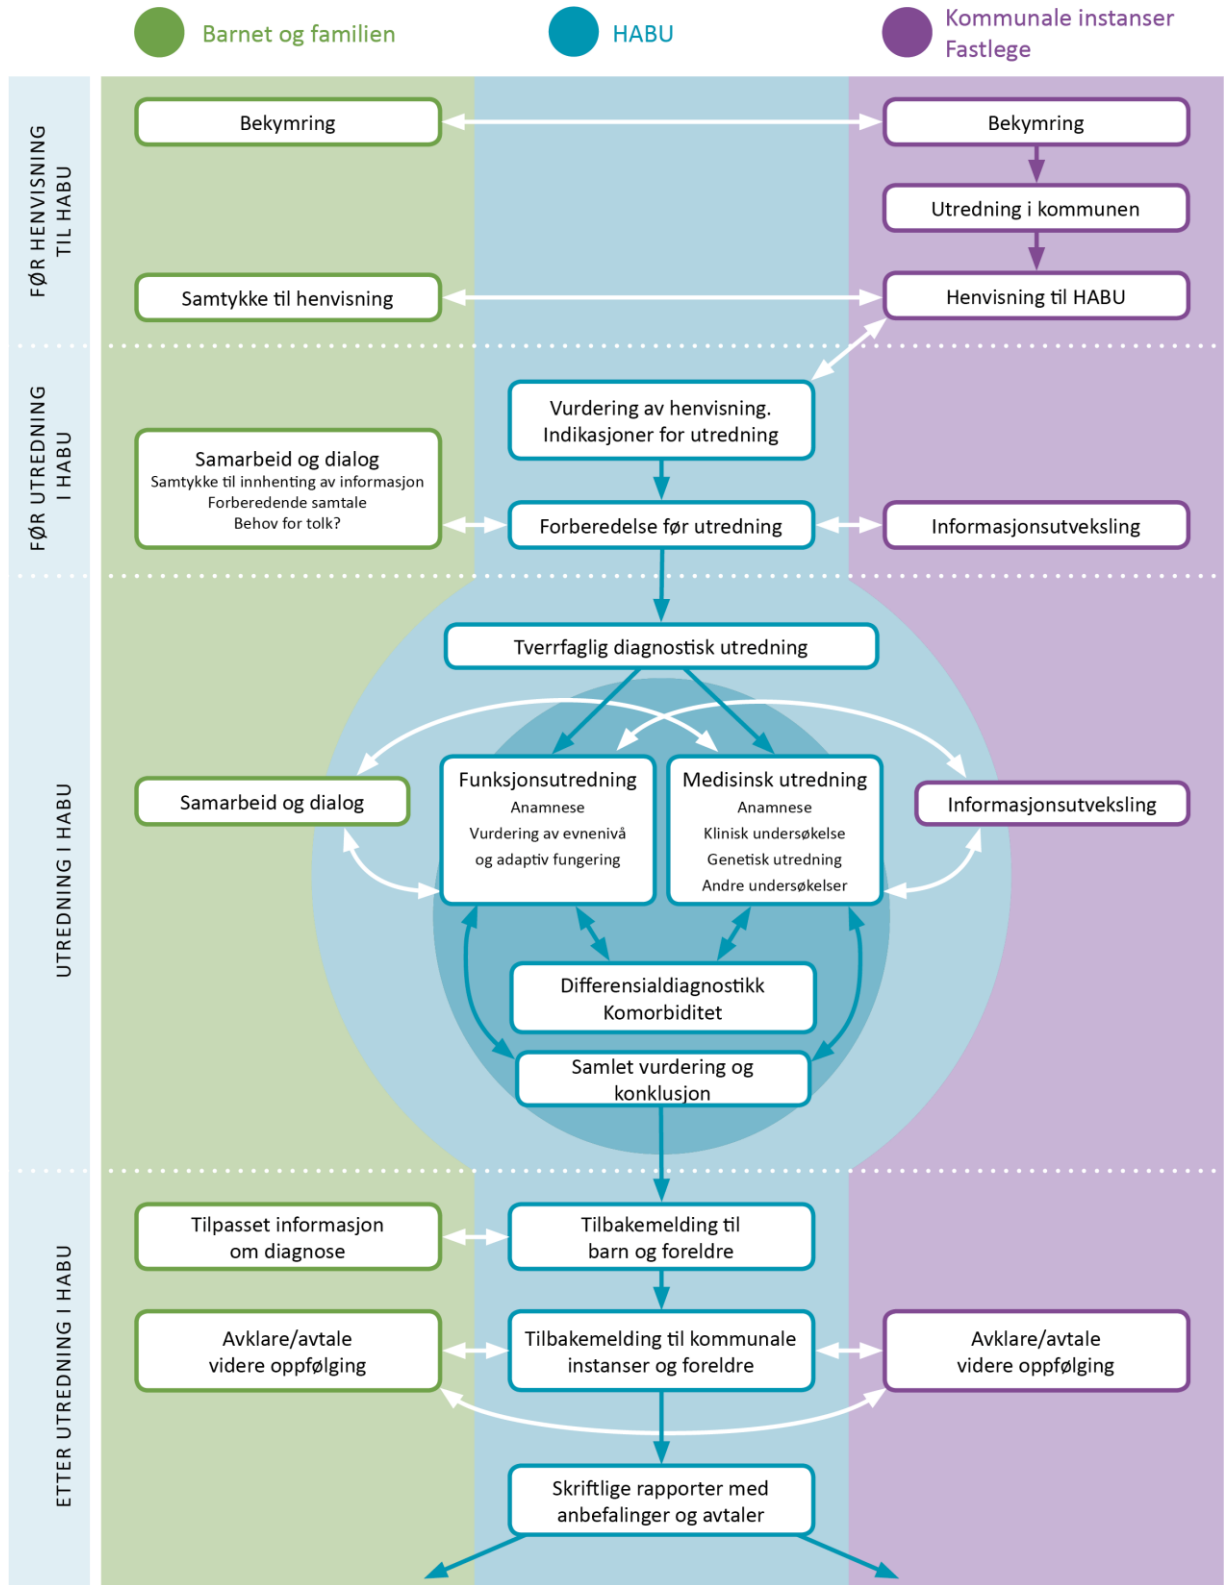 Barnet og familien
HABU
Kommunale instanser
Fastlege
FØR HENVISNING
TIL HABU
Bekymring
Bekymring
Utredning i kommunen
Samtykke til henvisning
Henvisning til HABU
FØR UTREDNING
I HABU
Vurdering av henvisning.
Indikasjoner for utredning
Samarbeid og dialog
Samtykke til innhenting av informasjon
Forberedende samtale
Behov for tolk?
Forberedelse før utredning
Informasjonsutveksling
UTREDNING I HABU
Tverrfaglig diagnostisk utredning
Samarbeid og dialog
Funksjonsutredning
Anamnese
Vurdering av evnenivå
og adaptiv fungering
Medisinsk utredning
Anamnese
Klinisk undersøkelse
Genetisk utredning
Andre undersøkelser
Informasjonsutveksling
Differensialdiagnostikk
Komorbiditet
Samlet vurdering og
konklusjon
ETTER UTREDNING I HABU
Tilpasset informasjon
om diagnose
Tilbakemelding til
barn og foreldre
Avklare/avtale
videre oppfølging
Tilbakemelding til kommunale
instanser og foreldre
Avklare/avtale
videre oppfølging
Skriftlige rapporter med
anbefalinger og avtaler